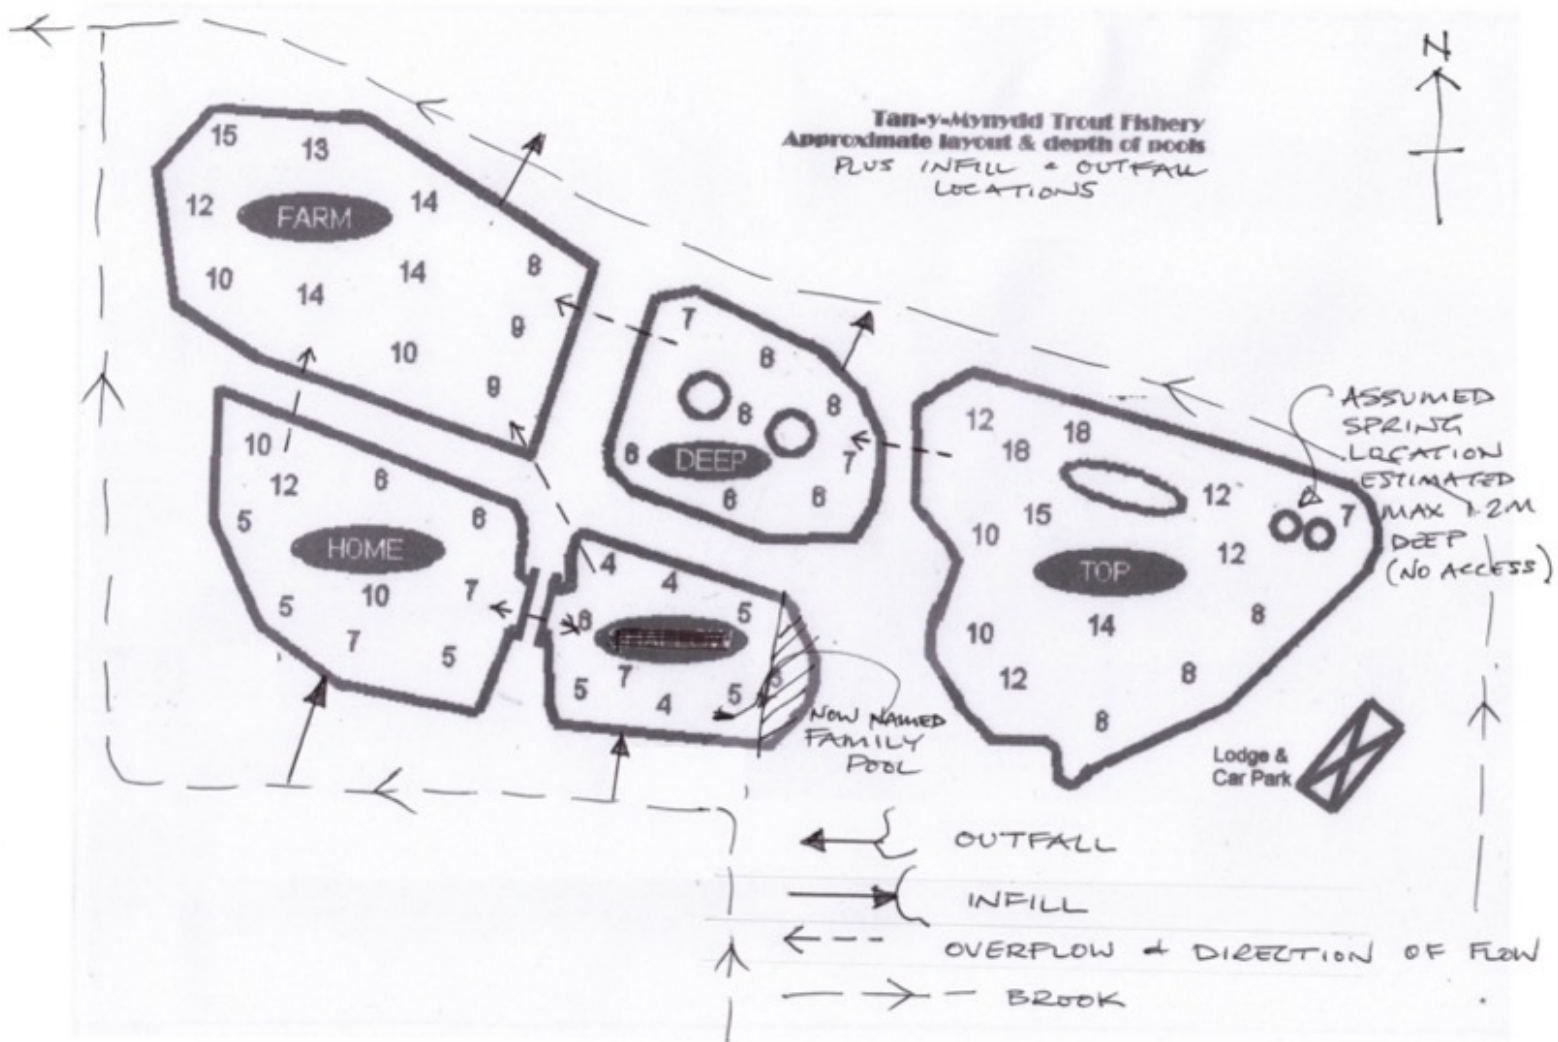 N
Tan-y-Mynydd Trout Fishery
Approximate layout & depth of pools
PLUS INFILL & OUTFALL
LOCATIONS
15
13
12
FARM
14
10
14
14
8
9
10
9
7
8
8
8
6
DEEP
7
6
6
12
18
18
12
15
10
7
12
TOP
8
10
14
12
8
8
ASSUMED
SPRING
LOCATION
ESTIMATED
MAX 1.2M
DEEP
(NO ACCESS)
10
12
6
5
6
HOME
5
10
7
7
5
4
4
5
6
7
5
4
5
NOW NAMED
FAMILY
POOL
Lodge &
Car Park
OUTFALL
INFILL
OVERFLOW & DIRECTION OF FLOW
BROOK